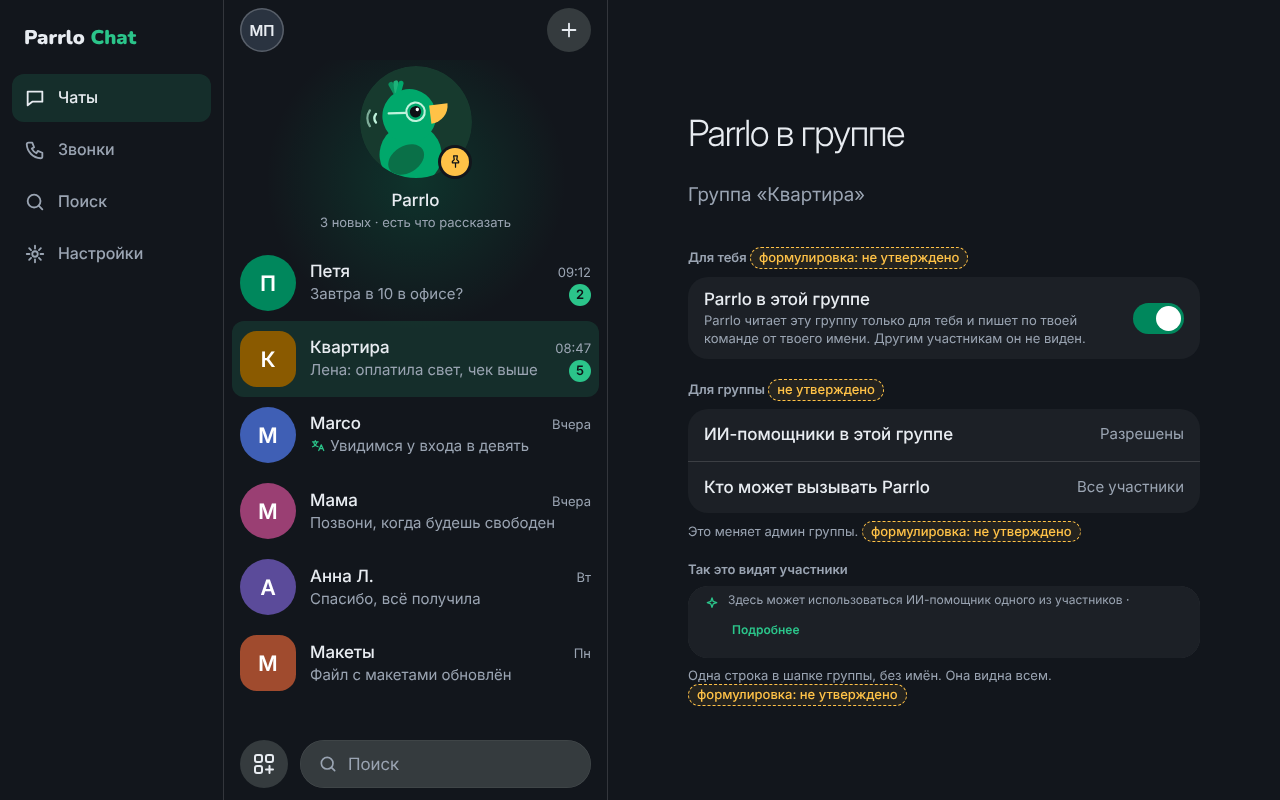 Parrlo Chat
Чаты
Звонки
Поиск
Настройки
МП
Parrlo
3 новых · есть что рассказать
П
Петя
09:12
Завтра в 10 в офисе?
2
К
Квартира
08:47
Лена: оплатила свет, чек выше
5
M
Marco
Вчера
Увидимся у входа в девять
М
Мама
Вчера
Позвони, когда будешь свободен
А
Анна Л.
Вт
Спасибо, всё получила
М
Макеты
Пн
Файл с макетами обновлён
Поиск
Parrlo в группе
Группа «Квартира»
Для тебя формулировка: не утверждено
Parrlo в этой группе
Parrlo читает эту группу только для тебя и пишет по твоей
команде от твоего имени. Другим участникам он не виден.
Для группы не утверждено
ИИ-помощники в этой группе
Разрешены
Кто может вызывать Parrlo
Все участники
Это меняет админ группы. формулировка: не утверждено
Так это видят участники
Здесь может использоваться ИИ-помощник одного из участников ·
Подробнее
Одна строка в шапке группы, без имён. Она видна всем.
формулировка: не утверждено